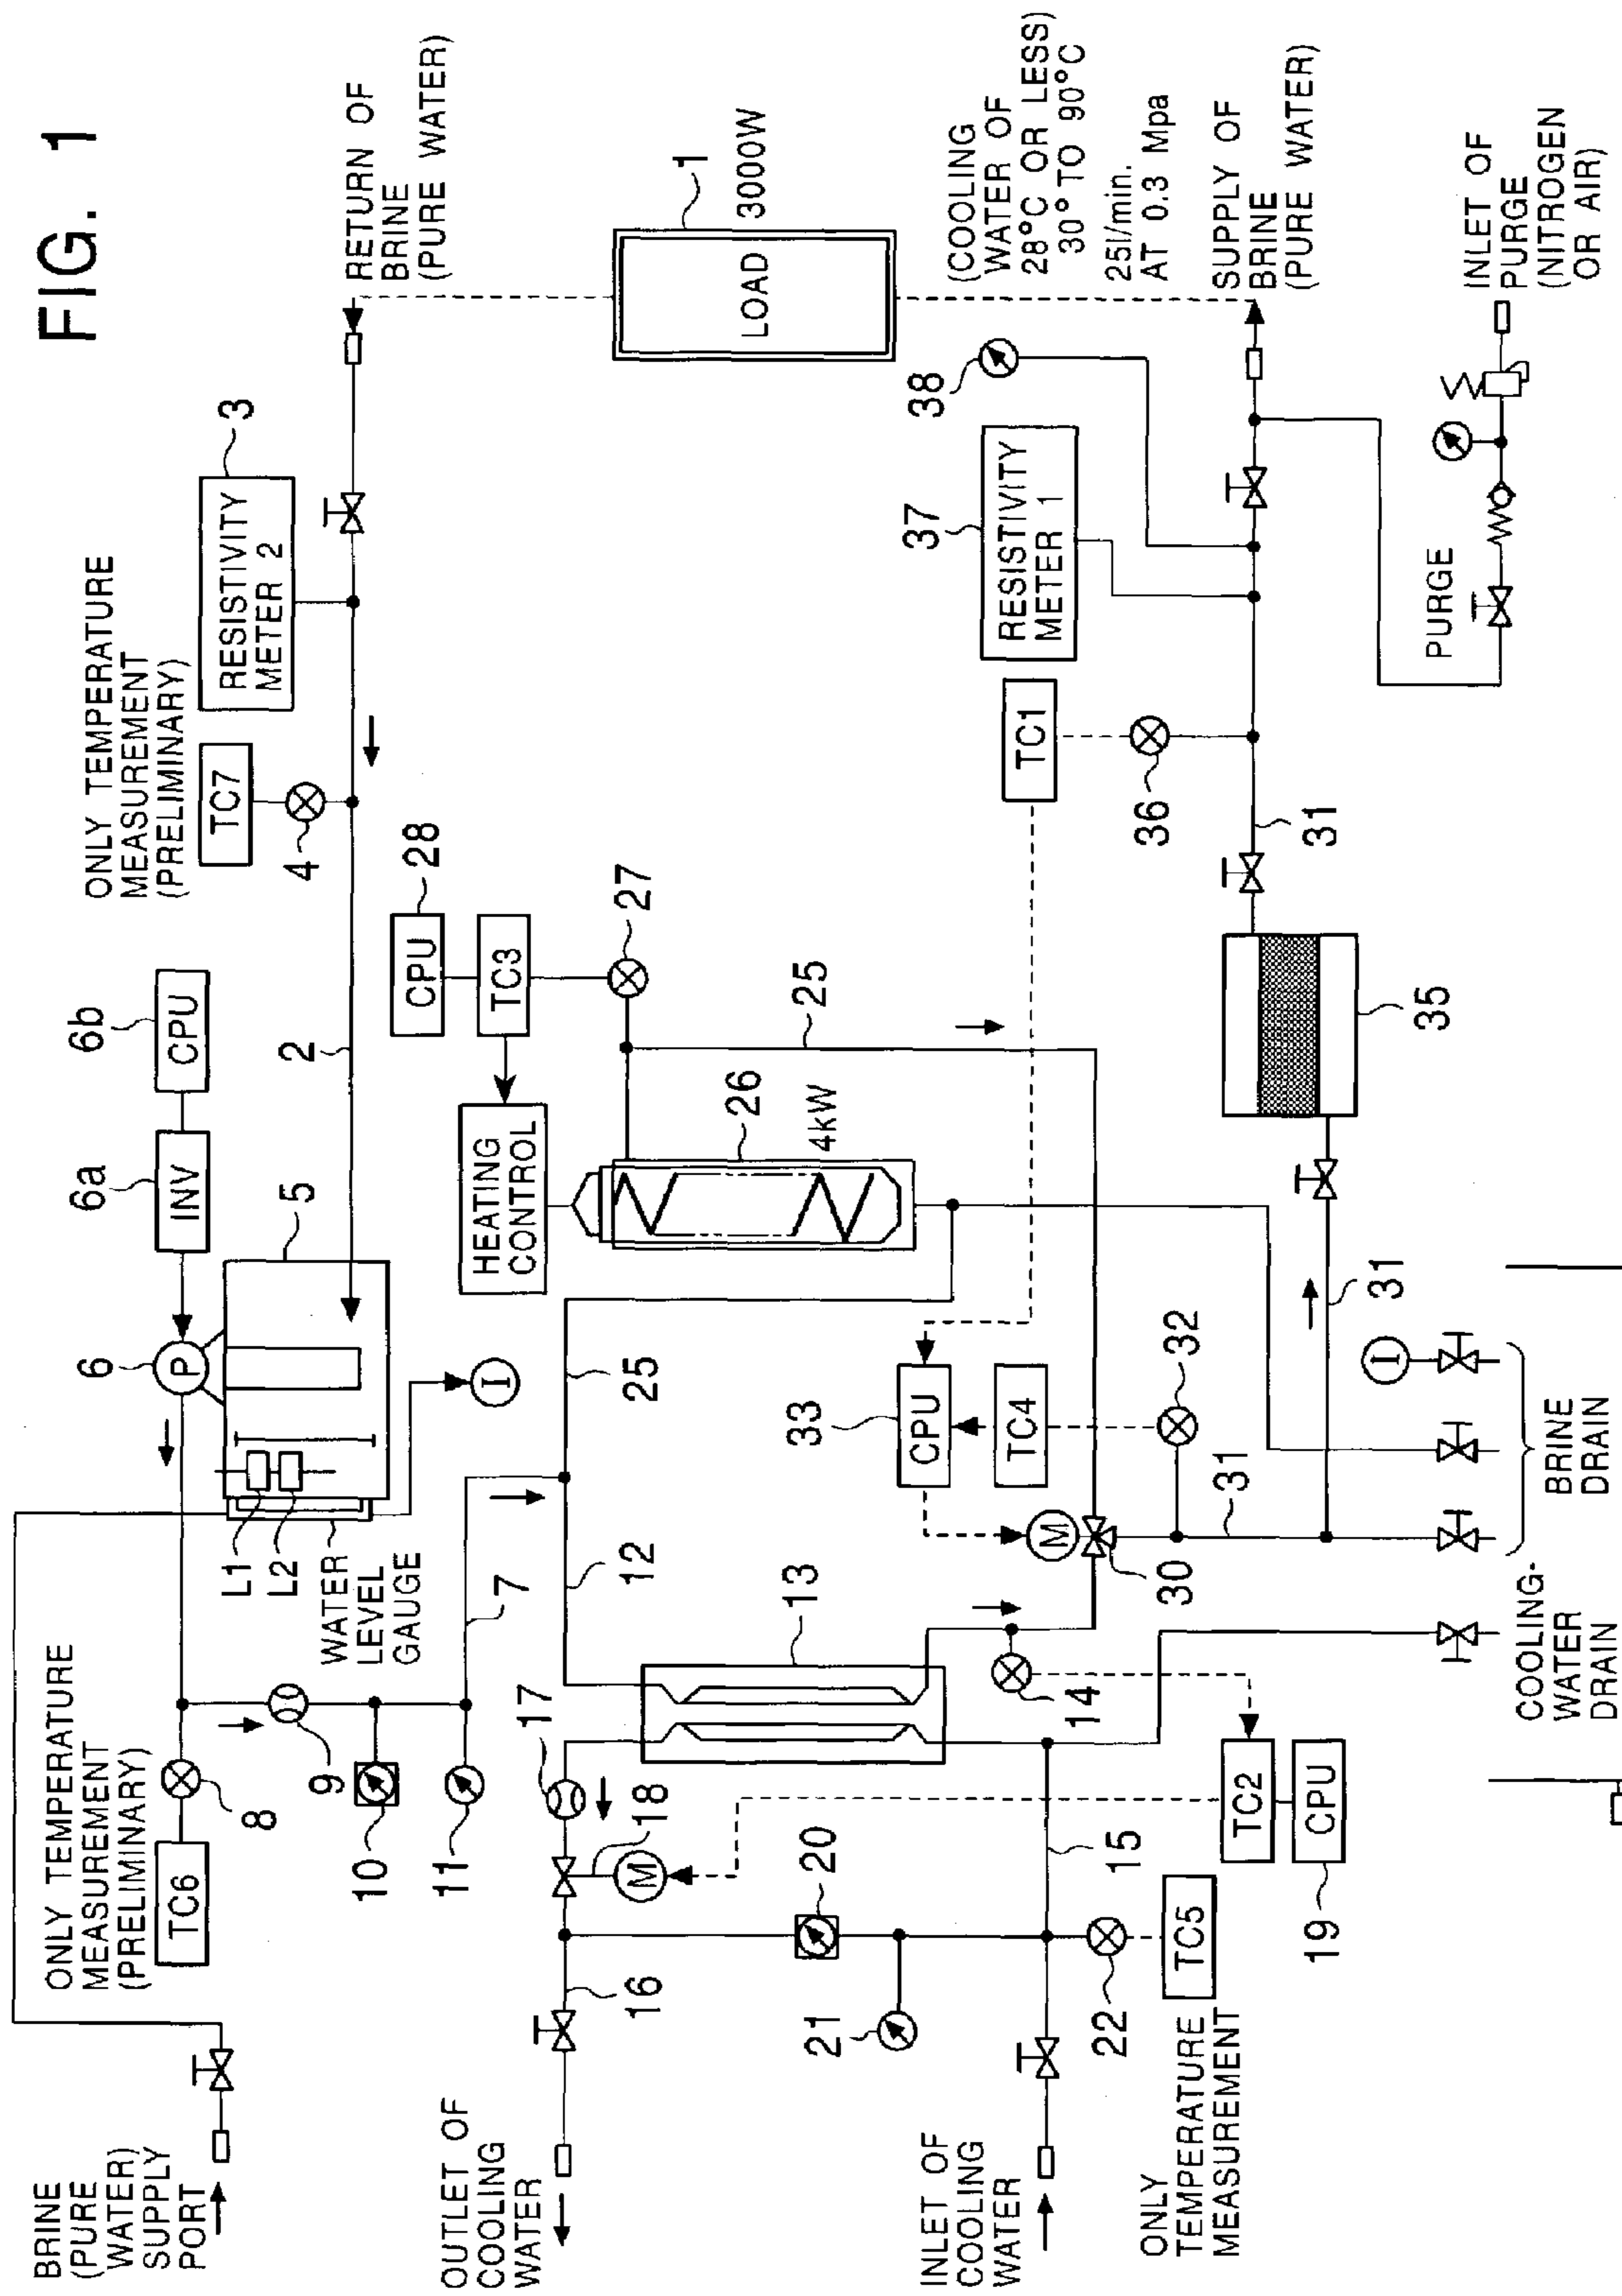 FIG. 1
BRINE
(PURE
WATER)
SUPPLY
PORT
ONLY TEMPERATURE
MEASUREMENT
(PRELIMINARY)
TC6
8
9
10
11
7
L1
L2
WATER
LEVEL
GAUGE
6
P
6a
INV
6b
CPU
5
I
2
ONLY TEMPERATURE
MEASUREMENT
(PRELIMINARY)
TC7
4
RESISTIVITY
METER 2
3
RETURN OF
BRINE
(PURE WATER)
OUTLET OF
COOLING
WATER
16
18
M
17
12
25
HEATING
CONTROL
26
4kW
CPU
28
TC3
27
25
LOAD
1
3000W
13
14
21
20
INLET OF
COOLING
WATER
15
22
TC5
ONLY
TEMPERATURE
MEASUREMENT
TC2
CPU
19
33
CPU
TC4
32
M
30
31
TC1
36
37
RESISTIVITY
METER 1
38
(COOLING
WATER OF
28°C OR LESS)
30° TO 90°C
25l/min.
AT 0.3 Mpa
SUPPLY OF
BRINE
(PURE WATER)
31
35
31
PURGE
INLET OF
PURGE
(NITROGEN
OR AIR)
I
COOLING-
WATER
DRAIN
BRINE
DRAIN